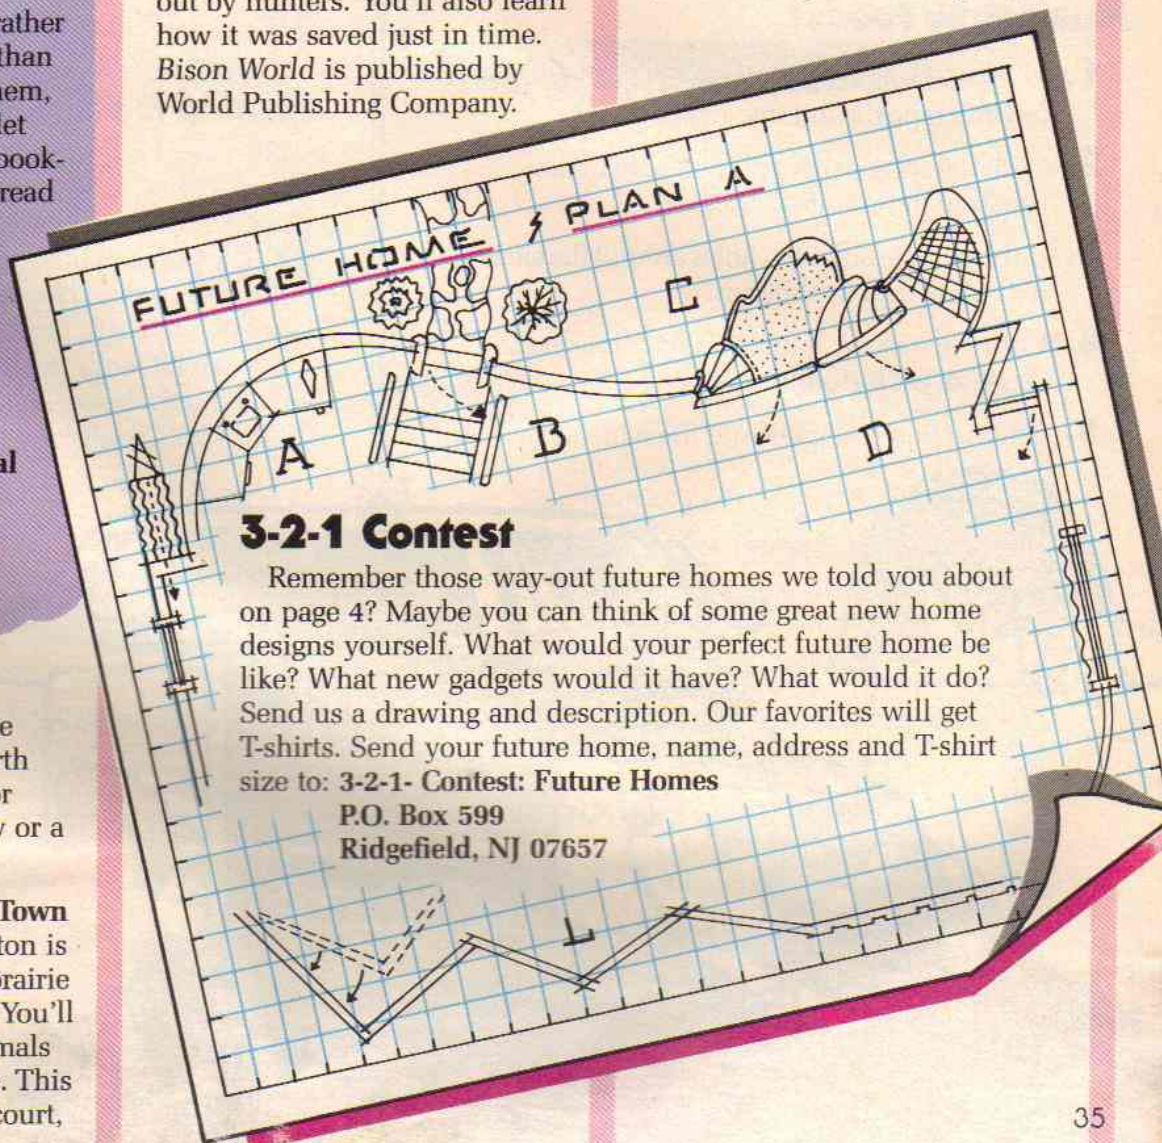 rather
than
hem,
let
book-
read
al
e
rth
or
y or a
Town
ton is
prairie
You'll
mals
. This
court,
out by hunters. You'll also learn
how it was saved just in time.
Bison World is published by
World Publishing Company.
FUTURE HOME PLAN A
A
B
C
D
3-2-1 Contest
Remember those way-out future homes we told you about
on page 4? Maybe you can think of some great new home
designs yourself. What would your perfect future home be
like? What new gadgets would it have? What would it do?
Send us a drawing and description. Our favorites will get
T-shirts. Send your future home, name, address and T-shirt
size to: 3-2-1- Contest: Future Homes
P.O. Box 599
Ridgefield, NJ 07657
L
35